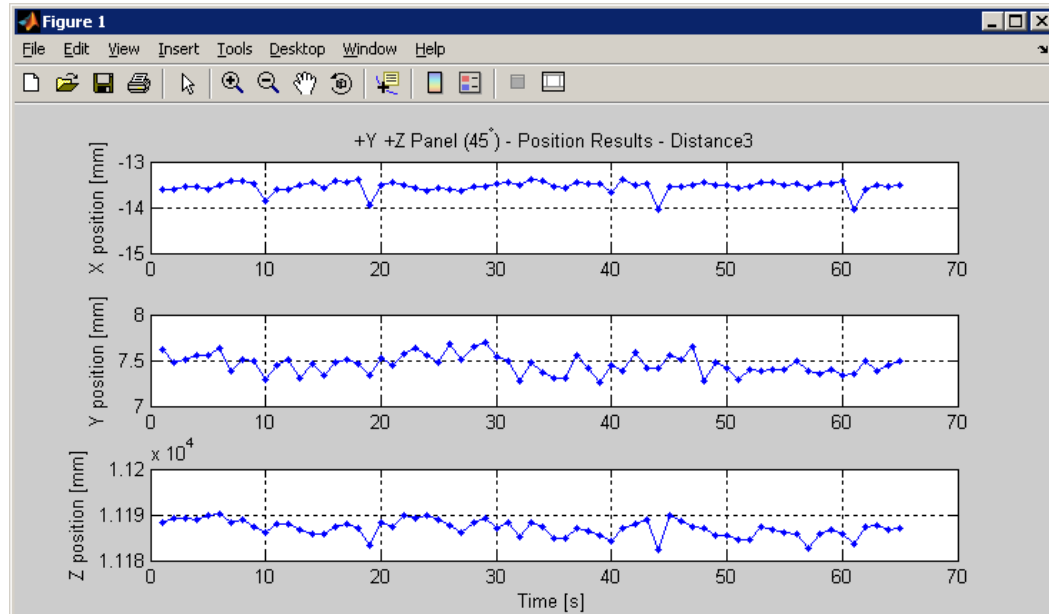 Figure 1
File Edit View Insert Tools Desktop Window Help
+Y +Z Panel (45°) - Position Results - Distance3
X position [mm]
-13
-14
-15
0 10 20 30 40 50 60 70
Y position [mm]
8
7.5
7
0 10 20 30 40 50 60 70
Z position [mm]
x 10^4
1.12
1.119
1.118
0 10 20 30 40 50 60 70
Time [s]